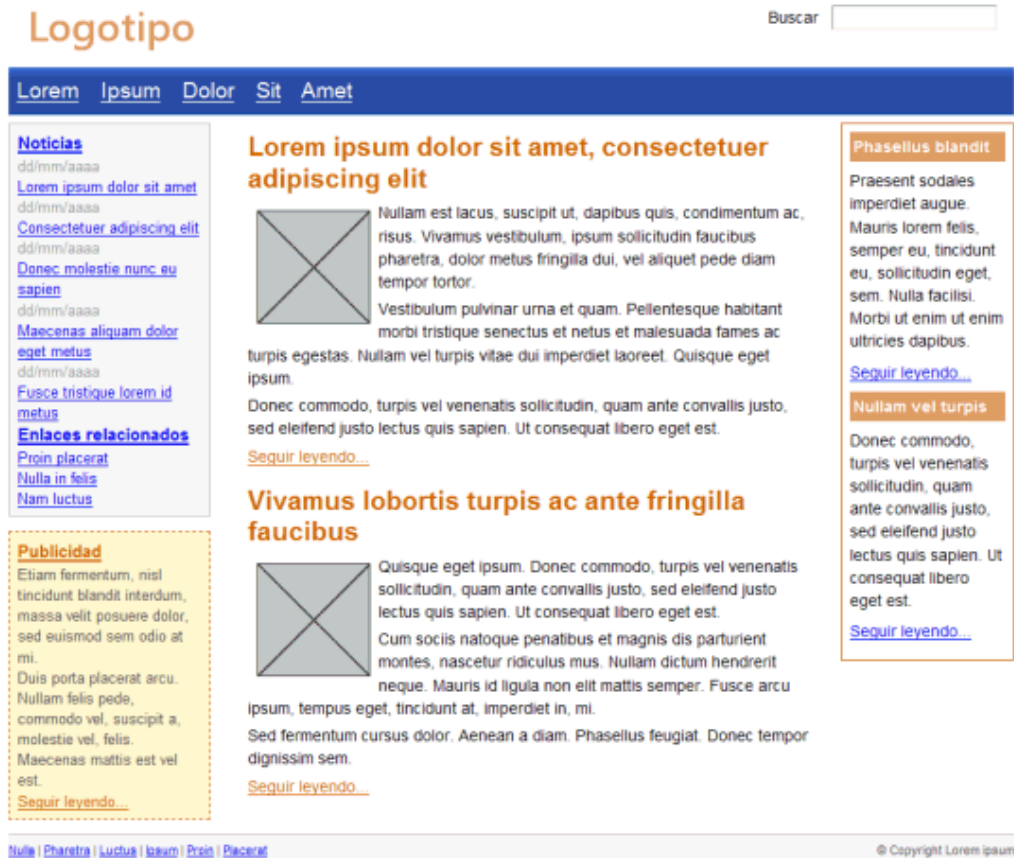 Logotipo
Buscar
Lorem Ipsum Dolor Sit Amet
Noticias
dd/mm/aaaa
Lorem ipsum dolor sit amet
dd/mm/aaaa
Consectetuer adipiscing elit
dd/mm/aaaa
Donec molestie nunc eu
sapien
dd/mm/aaaa
Maecenas aliquam dolor
eget metus
dd/mm/aaaa
Fusce tristique lorem id
metus
Enlaces relacionados
Proin placerat
Nulla in felis
Nam luctus
Publicidad
Etiam fermentum, nisl
tincidunt blandit interdum,
massa velit posuere dolor,
sed euismod sem odio at
mi.
Duis porta placerat arcu.
Nullam felis pede,
commodo vel, suscipit a,
molestie vel, felis.
Maecenas mattis est vel
est.
Seguir leyendo...
Lorem ipsum dolor sit amet, consectetuer
adipiscing elit
Nullam est lacus, suscipit ut, dapibus quis, condimentum ac,
risus. Vivamus vestibulum, ipsum sollicitudin faucibus
pharetra, dolor metus fringilla dui, vel aliquet pede diam
tempor tortor.
Vestibulum pulvinar urna et quam. Pellentesque habitant
morbi tristique senectus et netus et malesuada fames ac
turpis egestas. Nullam vel turpis vitae dui imperdiet laoreet. Quisque eget
ipsum.
Donec commodo, turpis vel venenatis sollicitudin, quam ante convallis justo,
sed eleifend justo lectus quis sapien. Ut consequat libero eget est.
Seguir leyendo...
Vivamus lobortis turpis ac ante fringilla
faucibus
Quisque eget ipsum. Donec commodo, turpis vel venenatis
sollicitudin, quam ante convallis justo, sed eleifend justo
lectus quis sapien. Ut consequat libero eget est.
Cum sociis natoque penatibus et magnis dis parturient
montes, nascetur ridiculus mus. Nullam dictum hendrerit
neque. Mauris id ligula non elit mattis semper. Fusce arcu
ipsum, tempus eget, tincidunt at, imperdiet in, mi.
Sed fermentum cursus dolor. Aenean a diam. Phasellus feugiat. Donec tempor
dignissim sem.
Seguir leyendo...
Phasellus blandit
Praesent sodales
imperdiet augue.
Mauris lorem felis,
semper eu, tincidunt
eu, sollicitudin eget,
sem. Nulla facilisi.
Morbi ut enim ut enim
ultricies dapibus.
Seguir leyendo...
Nullam vel turpis
Donec commodo,
turpis vel venenatis
sollicitudin, quam
ante convallis justo,
sed eleifend justo
lectus quis sapien. Ut
consequat libero
eget est.
Seguir leyendo...
Nulla | Pharetra | Luctus | Ipsum | Proin | Placerat
© Copyright Lorem ipsum